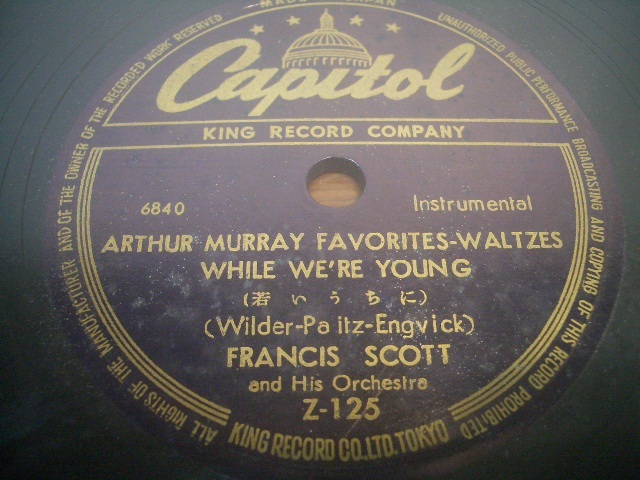 MADE IN JAPAN
ALL RIGHTS OF THE MANUFACTURER AND OF THE OWNER OF THE RECORDED WORK RESERVED
UNAUTHORIZED PUBLIC PERFORMANCE BROADCASTING AND COPYING OF THIS RECORD PROHIBITED
Capitol
KING RECORD COMPANY
6840 Instrumental
ARTHUR MURRAY FAVORITES-WALTZES
WHILE WE'RE YOUNG
(若いうちに)
(Wilder-Pa itz-Engvick)
FRANCIS SCOTT
and His Orchestra
Z-125
KING RECORD CO., LTD. TOKYO